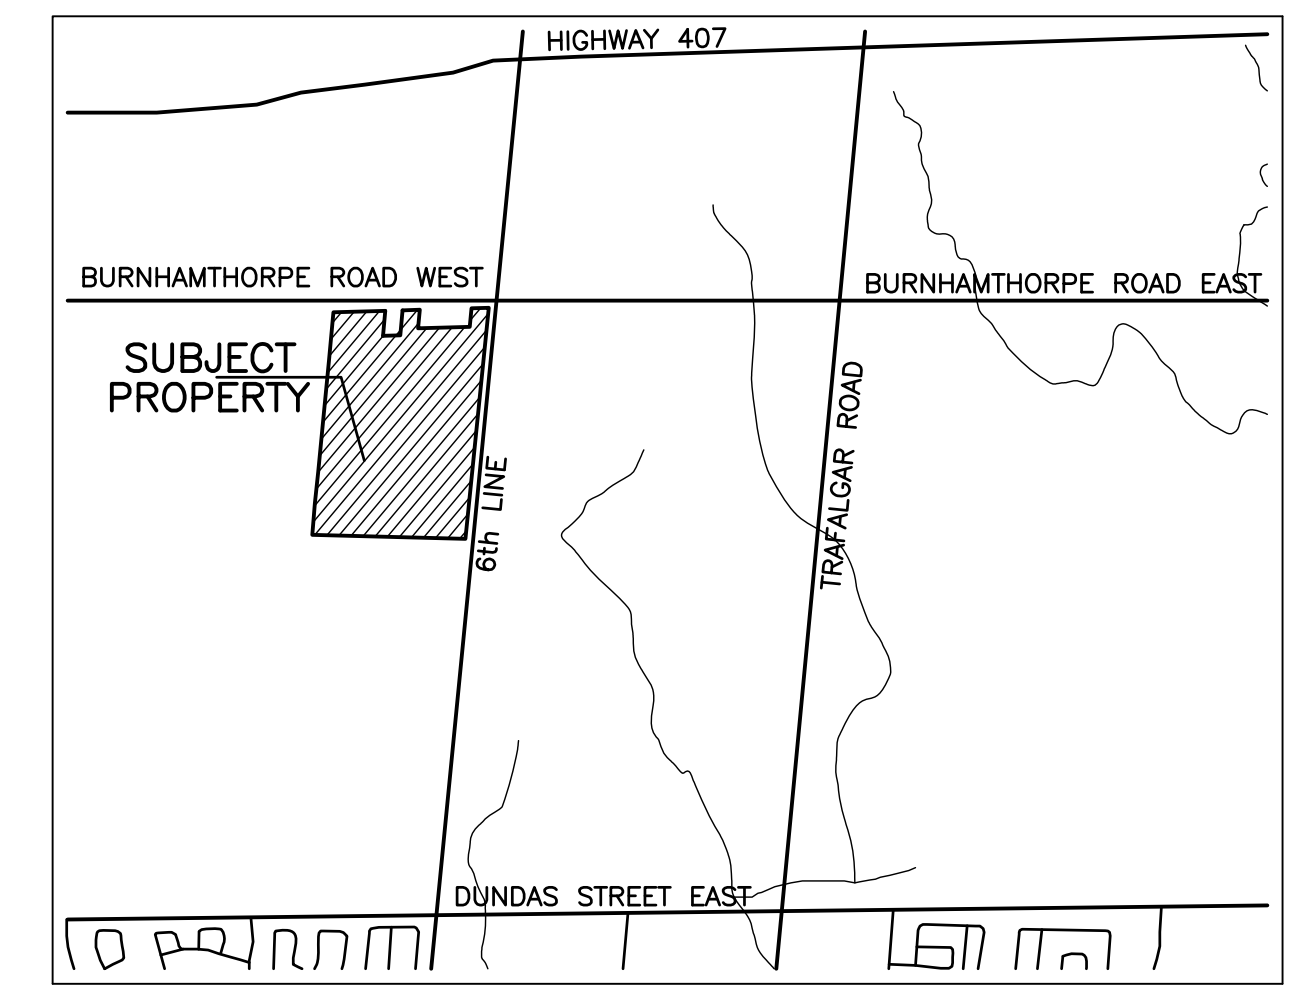 HIGHWAY 407
BURNHAMTHORPE ROAD WEST
BURNHAMTHORPE ROAD EAST
SUBJECT
PROPERTY
6th LINE
TRAFALGAR ROAD
DUNDAS STREET EAST